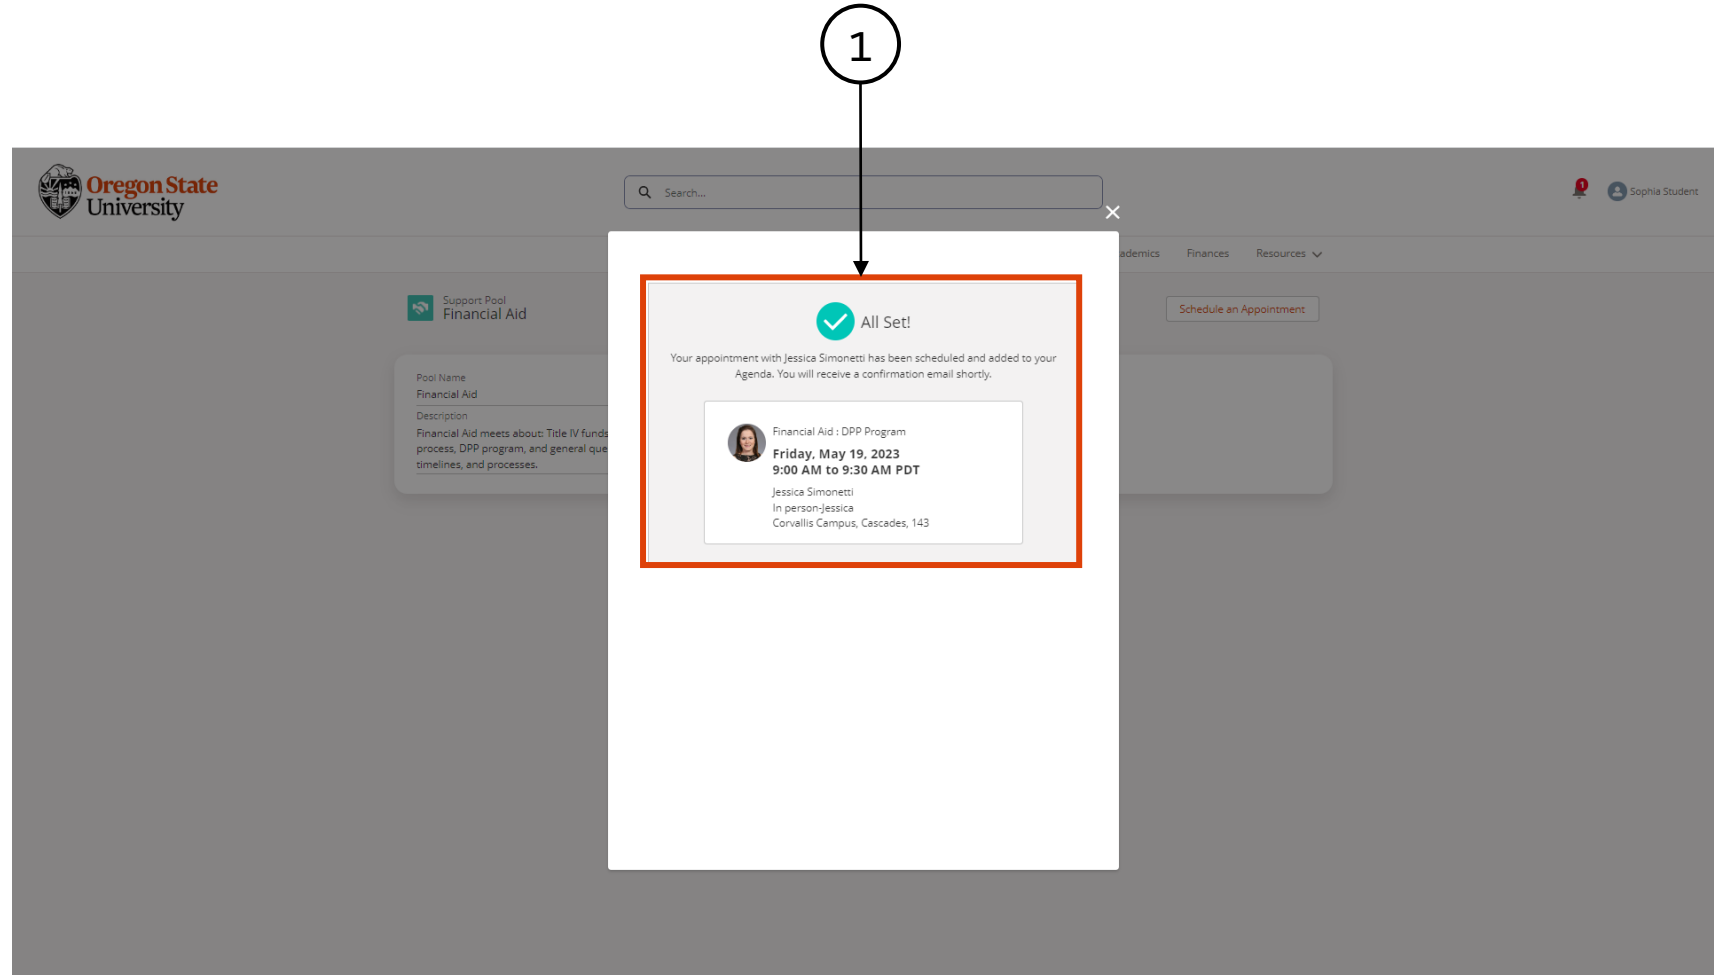 1
Oregon State
University
Search...
1
Sophia Student
ademics Finances Resources
Support Pool
Financial Aid
Schedule an Appointment
All Set!
Your appointment with Jessica Simonetti has been scheduled and added to your
Agenda. You will receive a confirmation email shortly.
Pool Name
Financial Aid
Description
Financial Aid meets about: Title IV funds
process, DPP program, and general que
timelines, and processes.
Financial Aid : DPP Program
Friday, May 19, 2023
9:00 AM to 9:30 AM PDT
Jessica Simonetti
In person-Jessica
Corvallis Campus, Cascades, 143